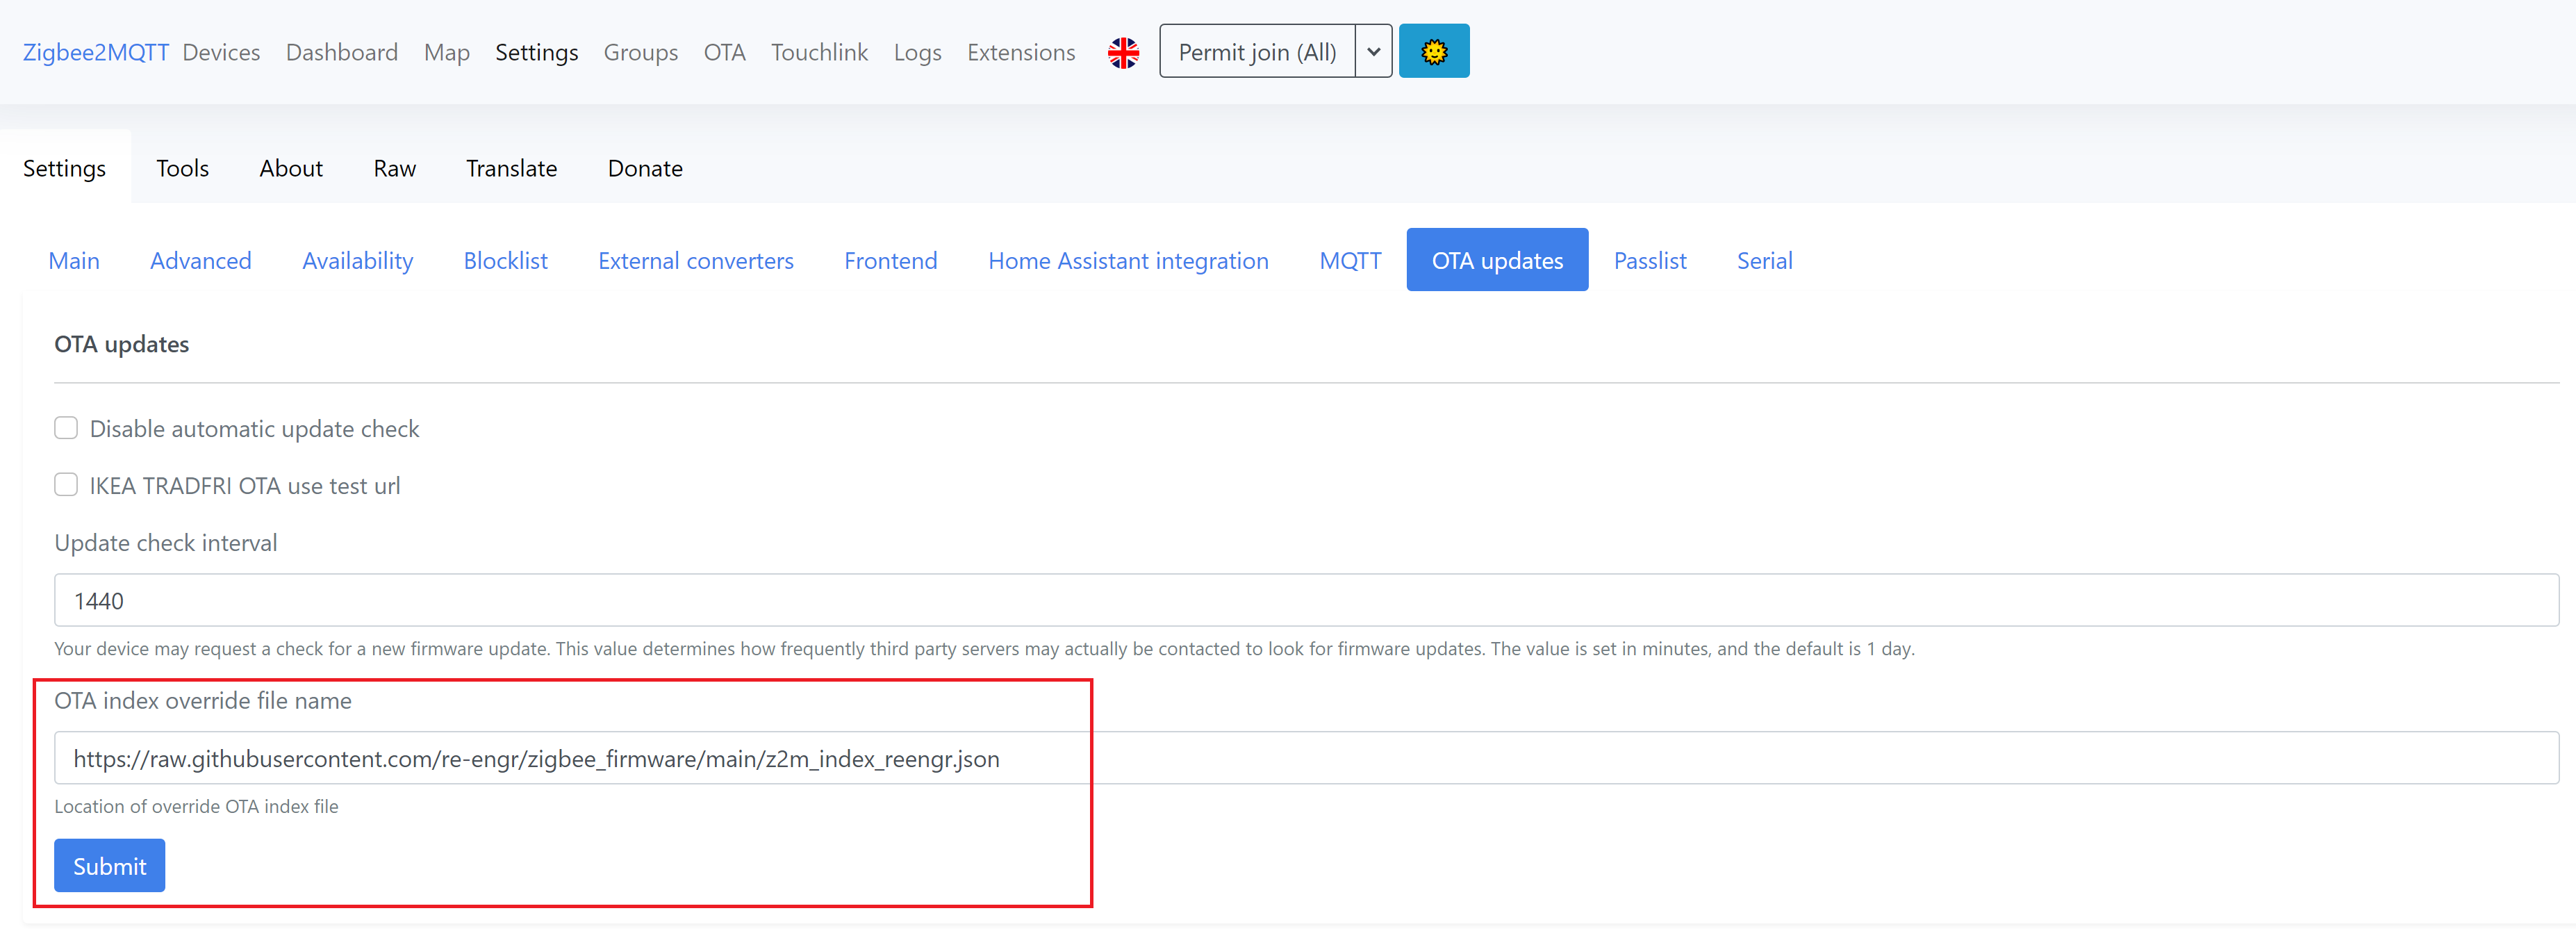 Zigbee2MQTT Devices Dashboard Map Settings Groups OTA Touchlink Logs Extensions Permit join (All)
Settings Tools About Raw Translate Donate
Main Advanced Availability Blocklist External converters Frontend Home Assistant integration MQTT OTA updates Passlist Serial
OTA updates
Disable automatic update check
IKEA TRADFRI OTA use test url
Update check interval
1440
Your device may request a check for a new firmware update. This value determines how frequently third party servers may actually be contacted to look for firmware updates. The value is set in minutes, and the default is 1 day.
OTA index override file name
https://raw.githubusercontent.com/re-engr/zigbee_firmware/main/z2m_index_reengr.json
Location of override OTA index file
Submit